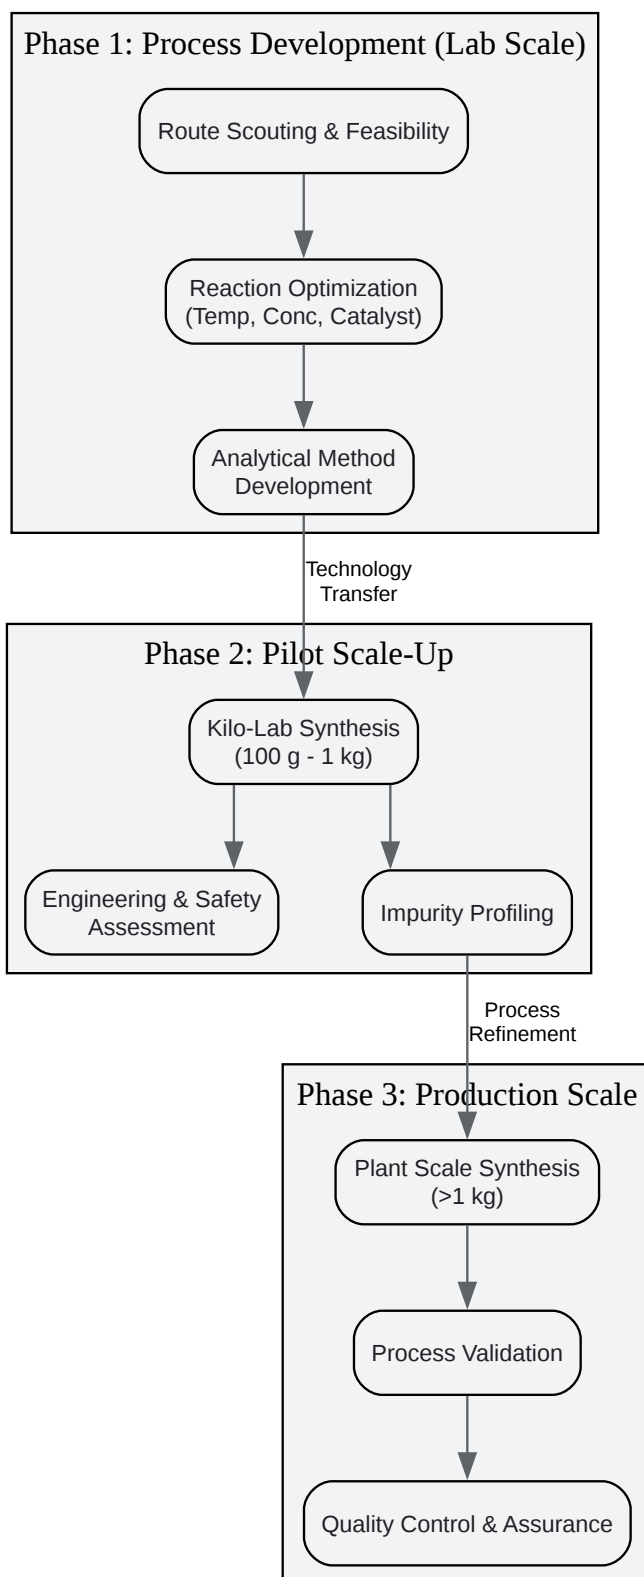 Phase 1: Process Development (Lab Scale)
Route Scouting & Feasibility
Reaction Optimization
(Temp, Conc, Catalyst)
Analytical Method
Development
Technology
Transfer
Phase 2: Pilot Scale-Up
Kilo-Lab Synthesis
(100 g - 1 kg)
Engineering & Safety
Assessment
Impurity Profiling
Process
Refinement
Phase 3: Production Scale
Plant Scale Synthesis
(>1 kg)
Process Validation
Quality Control & Assurance